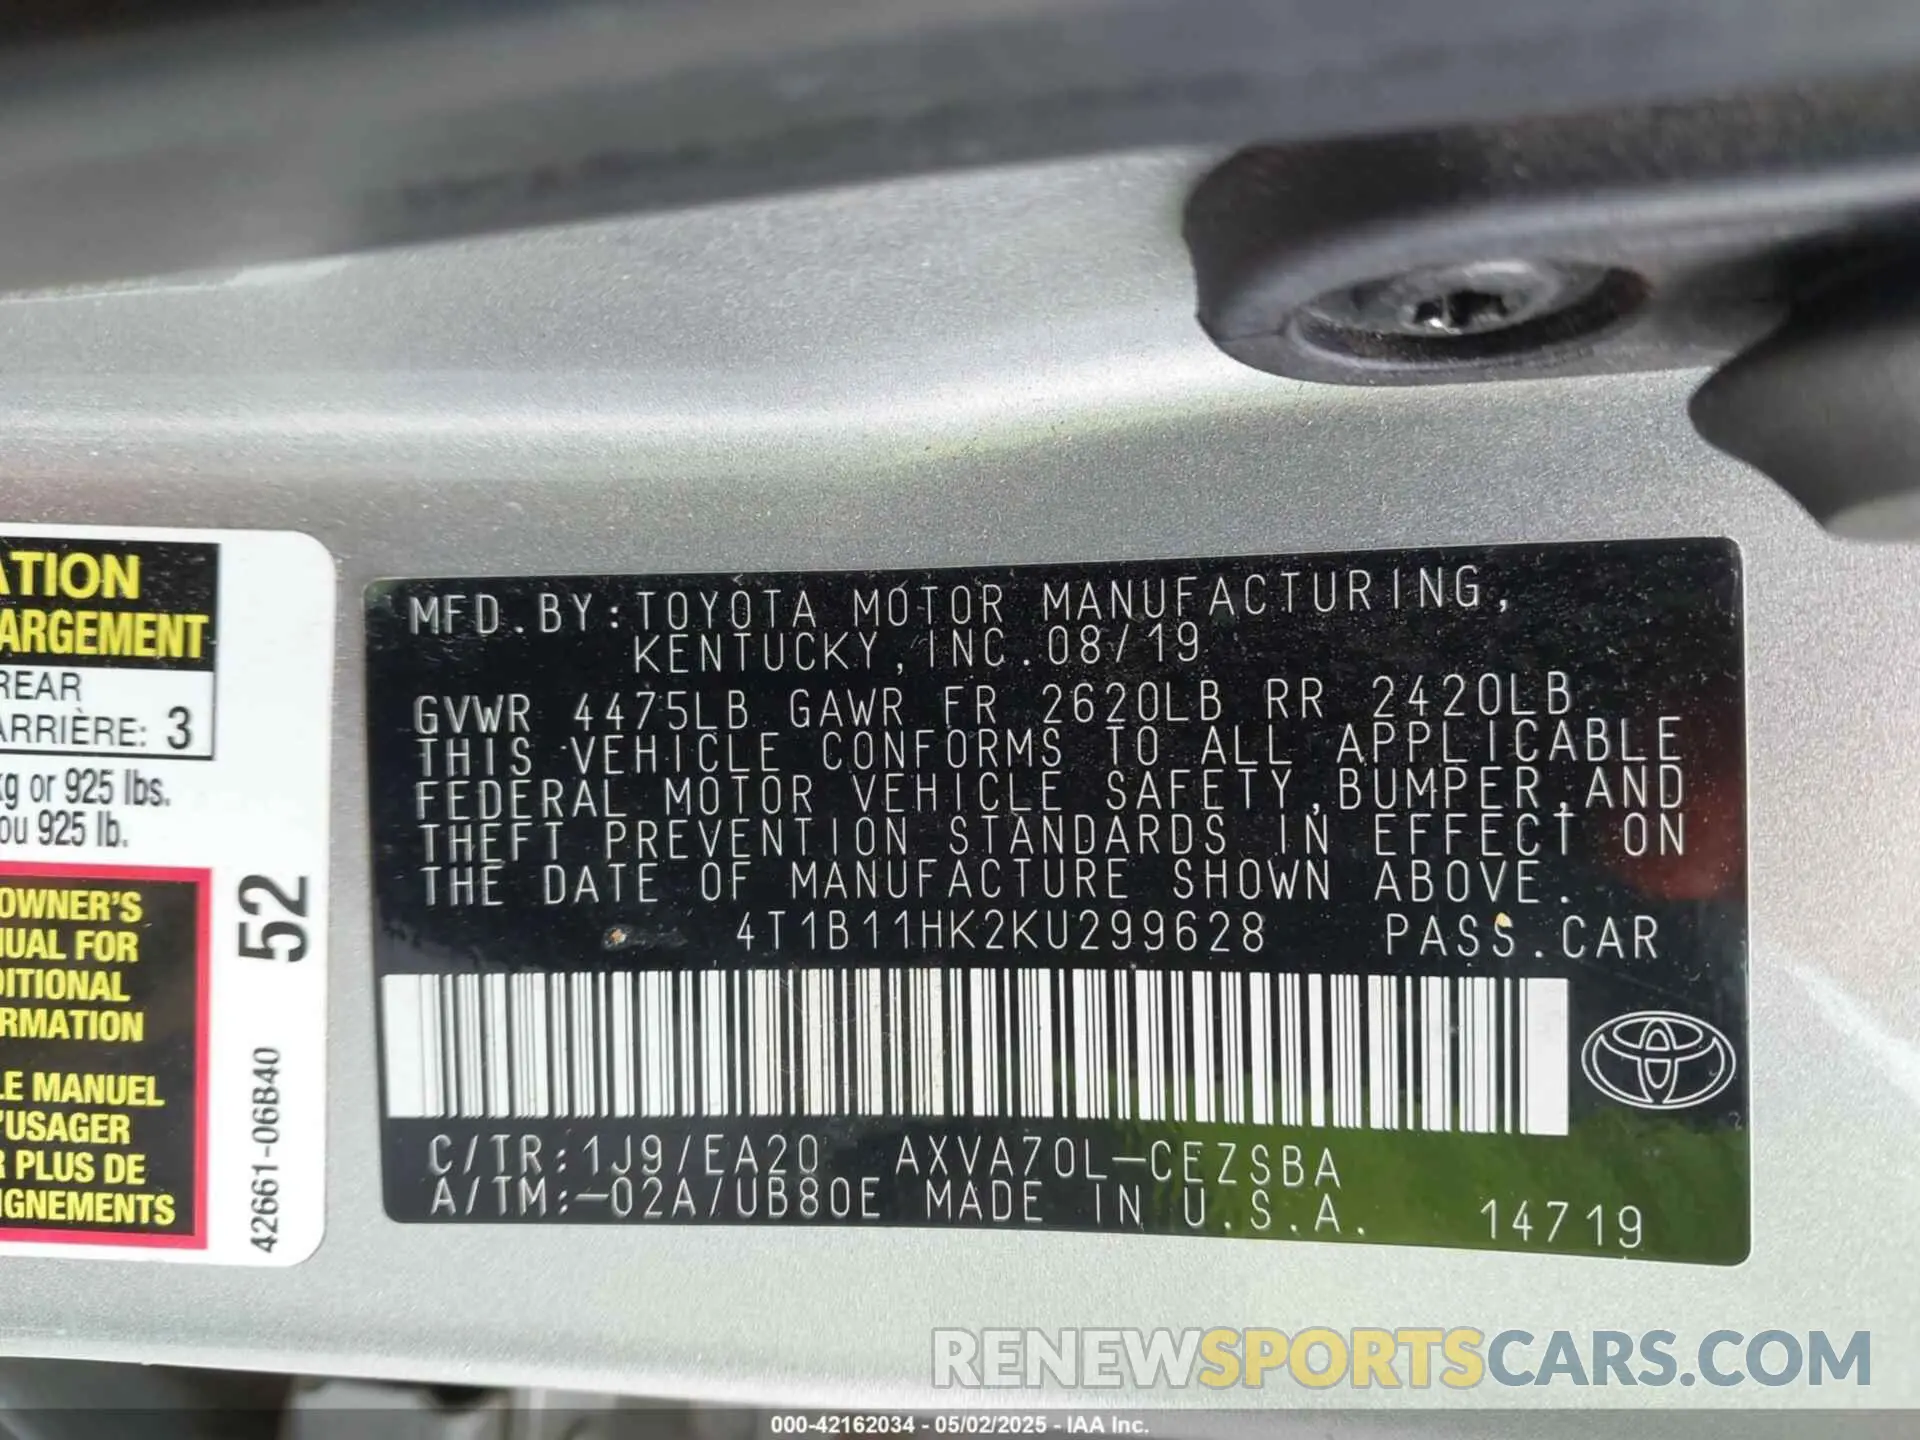 ATION
ARGEMENT
REAR
ARRIÈRE: 3
kg or 925 lbs.
ou 925 lb.
OWNER'S
NUAL FOR
DITIONAL
RMATION
LE MANUEL
'USAGER
R PLUS DE
IGNEMENTS
52
42661-06B40
MFD.BY:TOYOTA MOTOR MANUFACTURING,
KENTUCKY,INC.08/19
GVWR 4475LB GAWR FR 2620LB RR 2420LB
THIS VEHICLE CONFORMS TO ALL APPLICABLE
FEDERAL MOTOR VEHICLE SAFETY,BUMPER,AND
THEFT PREVENTION STANDARDS IN EFFECT ON
THE DATE OF MANUFACTURE SHOWN ABOVE.
4T1B11HK2KU299628 PASS.CAR
C/TR:1J9/EA20 AXVA70L-CEZSBA
A/TM:-02A/UB80E MADE IN U.S.A. 14719
RENEWSPORTSCARS.COM
000-42162034 - 05/02/2025 - IAA Inc.